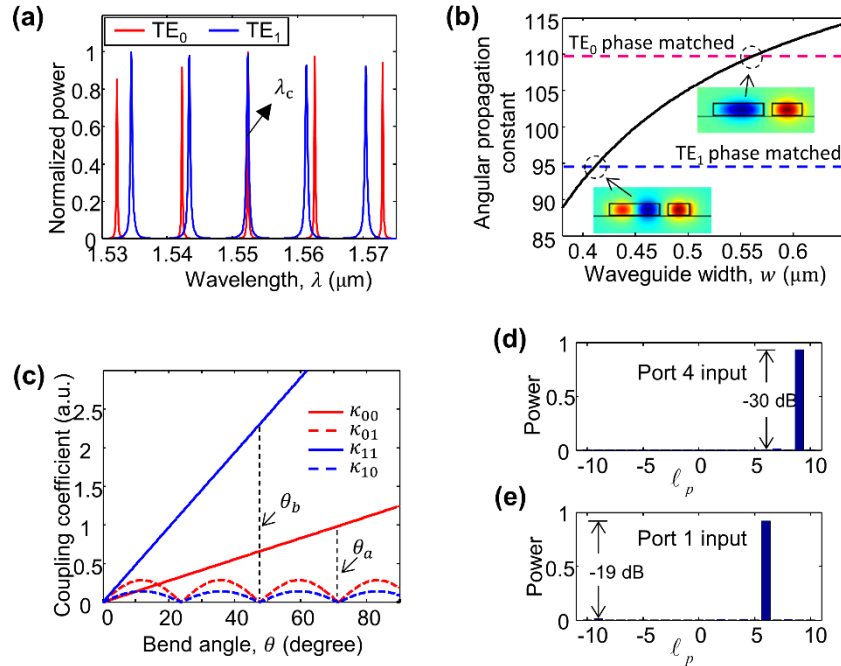 (a)
TE₀ TE₁
1
0.8
0.6
0.4
0.2
0
Normalized power
λc
1.53 1.54 1.55 1.56 1.57
Wavelength, λ (μm)
(b)
115
110
105
100
95
90
85
Angular propagation
constant
TE₀ phase matched
TE₁ phase matched
0.4 0.5 0.6
Waveguide width, w (μm)
(c)
2.5
2
1.5
1
0.5
0
Coupling coefficient (a.u.)
κ₀₀
κ₀₁
κ₁₁
κ₁₀
θb
θa
0 20 40 60 80
Bend angle, θ (degree)
(d)
1
0.5
0
Power
Port 4 input
-30 dB
-10 -5 0 5 10
ℓp
(e)
1
0.5
0
Power
Port 1 input
-19 dB
-10 -5 0 5 10
ℓp